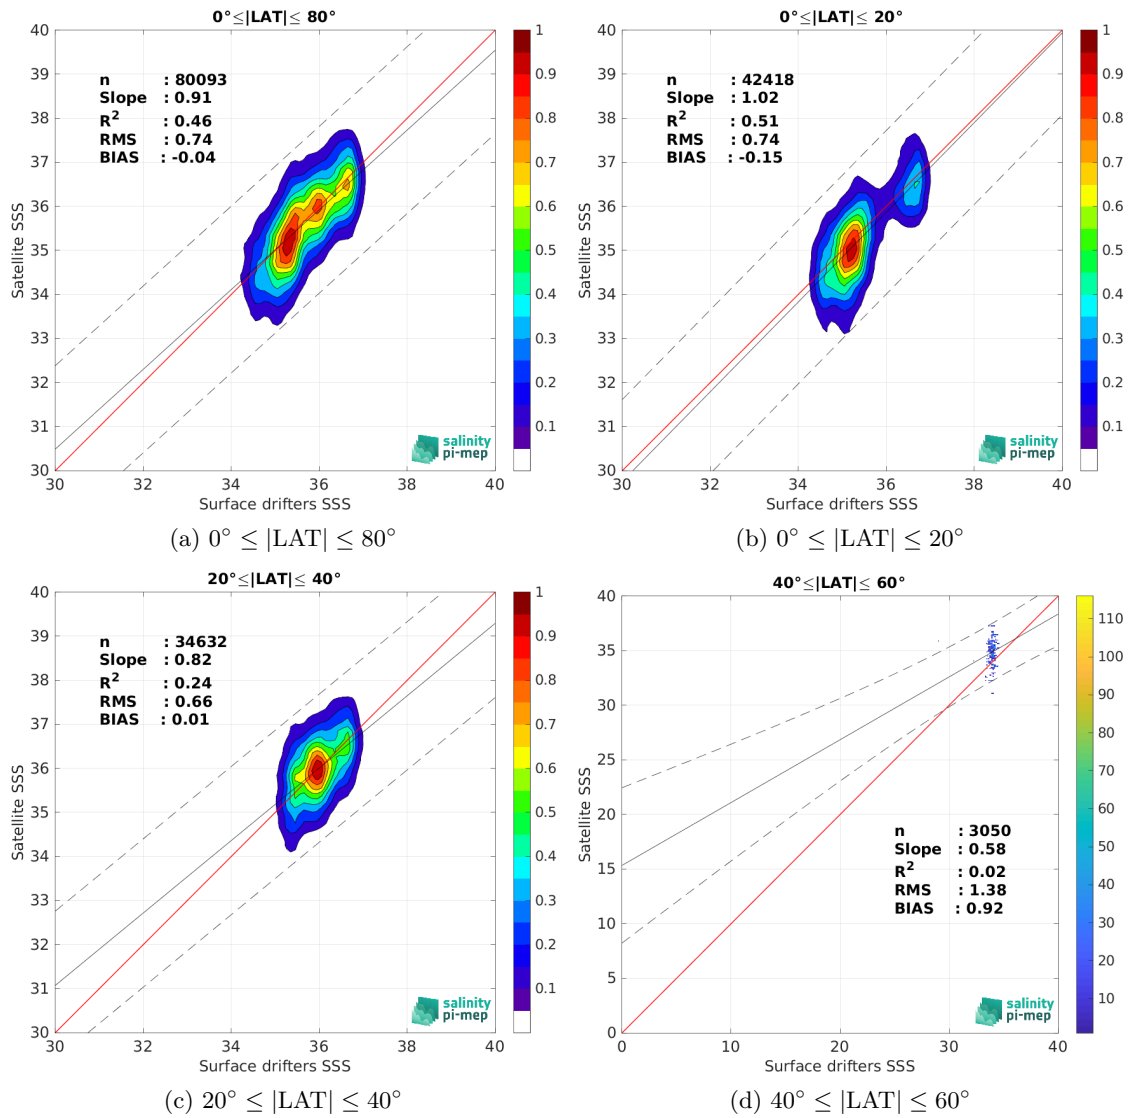 0°≤|LAT|≤ 80°
40
39
38
37
36
35
34
33
32
31
30
Satellite SSS
n : 80093
Slope : 0.91
R² : 0.46
RMS : 0.74
BIAS : -0.04
salinity
pi-mep
30 32 34 36 38 40
Surface drifters SSS
1
0.9
0.8
0.7
0.6
0.5
0.4
0.3
0.2
0.1
(a) 0° ≤ |LAT| ≤ 80°
0°≤|LAT|≤ 20°
40
39
38
37
36
35
34
33
32
31
30
Satellite SSS
n : 42418
Slope : 1.02
R² : 0.51
RMS : 0.74
BIAS : -0.15
salinity
pi-mep
30 32 34 36 38 40
Surface drifters SSS
1
0.9
0.8
0.7
0.6
0.5
0.4
0.3
0.2
0.1
(b) 0° ≤ |LAT| ≤ 20°
20°≤|LAT|≤ 40°
40
39
38
37
36
35
34
33
32
31
30
Satellite SSS
n : 34632
Slope : 0.82
R² : 0.24
RMS : 0.66
BIAS : 0.01
salinity
pi-mep
30 32 34 36 38 40
Surface drifters SSS
1
0.9
0.8
0.7
0.6
0.5
0.4
0.3
0.2
0.1
(c) 20° ≤ |LAT| ≤ 40°
40°≤|LAT|≤ 60°
40
35
30
25
20
15
10
5
0
Satellite SSS
n : 3050
Slope : 0.58
R² : 0.02
RMS : 1.38
BIAS : 0.92
salinity
pi-mep
0 10 20 30 40
Surface drifters SSS
110
100
90
80
70
60
50
40
30
20
10
(d) 40° ≤ |LAT| ≤ 60°